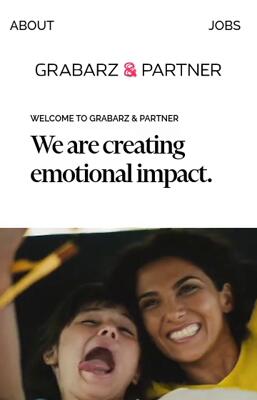 ABOUT
JOBS
GRABARZ & PARTNER
WELCOME TO GRABARZ & PARTNER
We are creating
emotional impact.